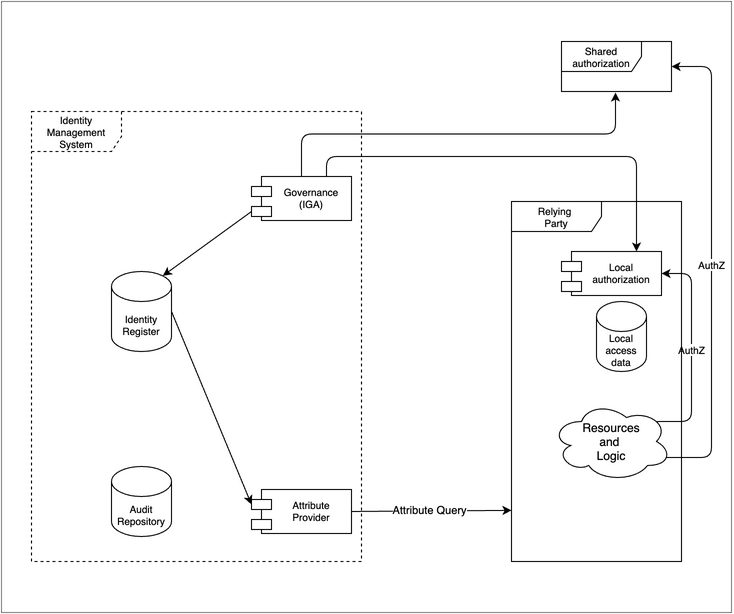 Shared
authorization
Identity
Management
System
Governance
(IGA)
Relying
Party
Local
authorization
AuthZ
Identity
Register
Local
access
data
AuthZ
Resources
and
Logic
Audit
Repository
Attribute
Provider
Attribute Query